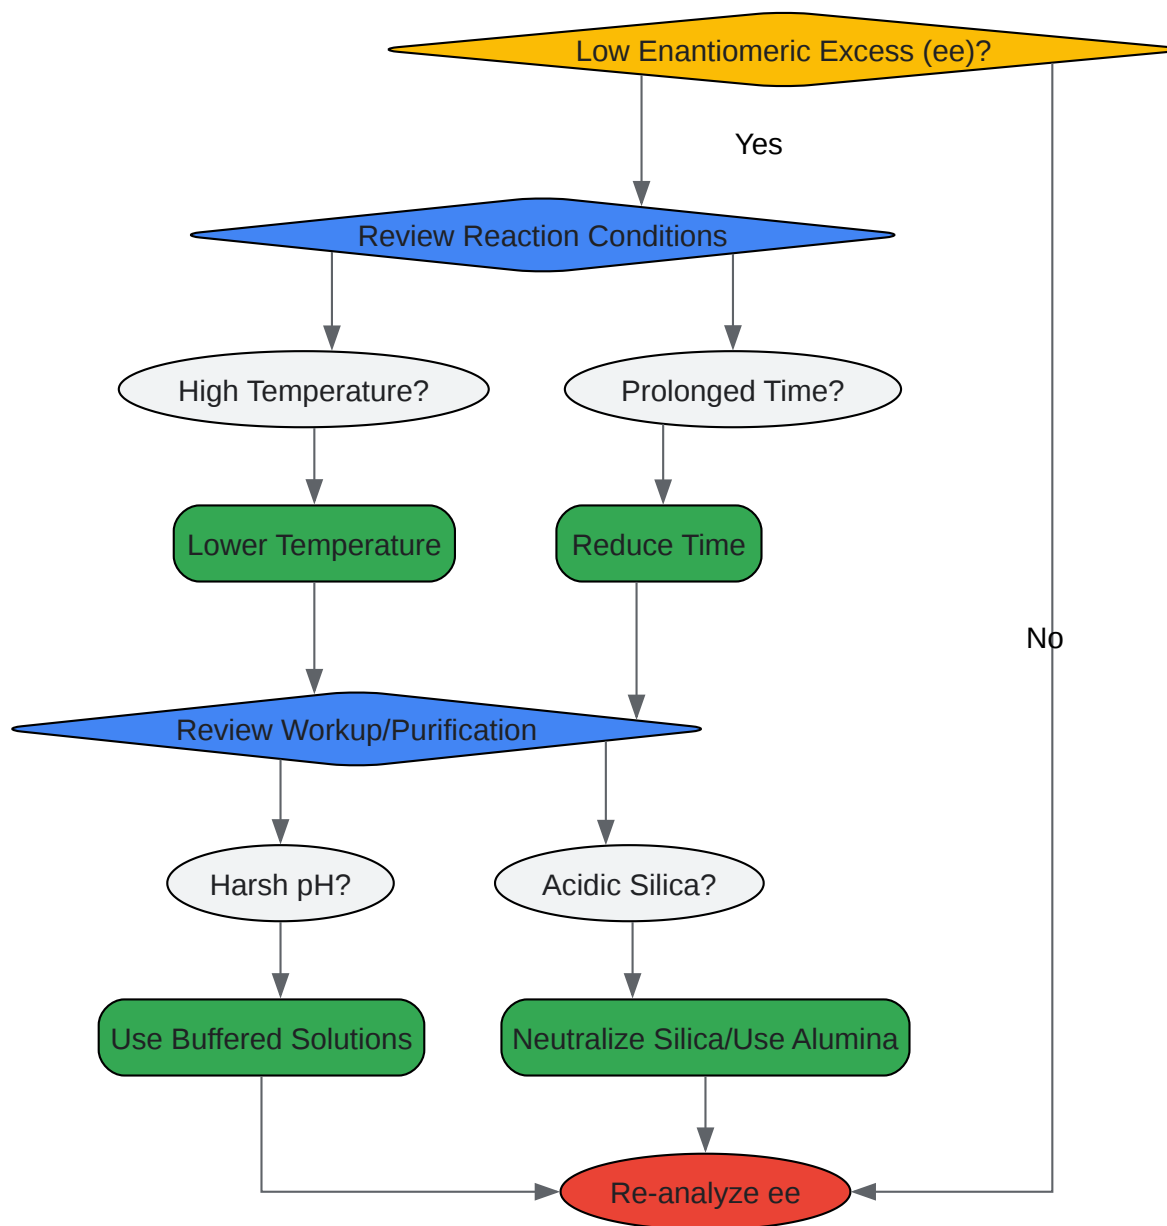 Low Enantiomeric Excess (ee)?
Yes
Review Reaction Conditions
High Temperature?
Prolonged Time?
Lower Temperature
Reduce Time
No
Review Workup/Purification
Harsh pH?
Acidic Silica?
Use Buffered Solutions
Neutralize Silica/Use Alumina
Re-analyze ee